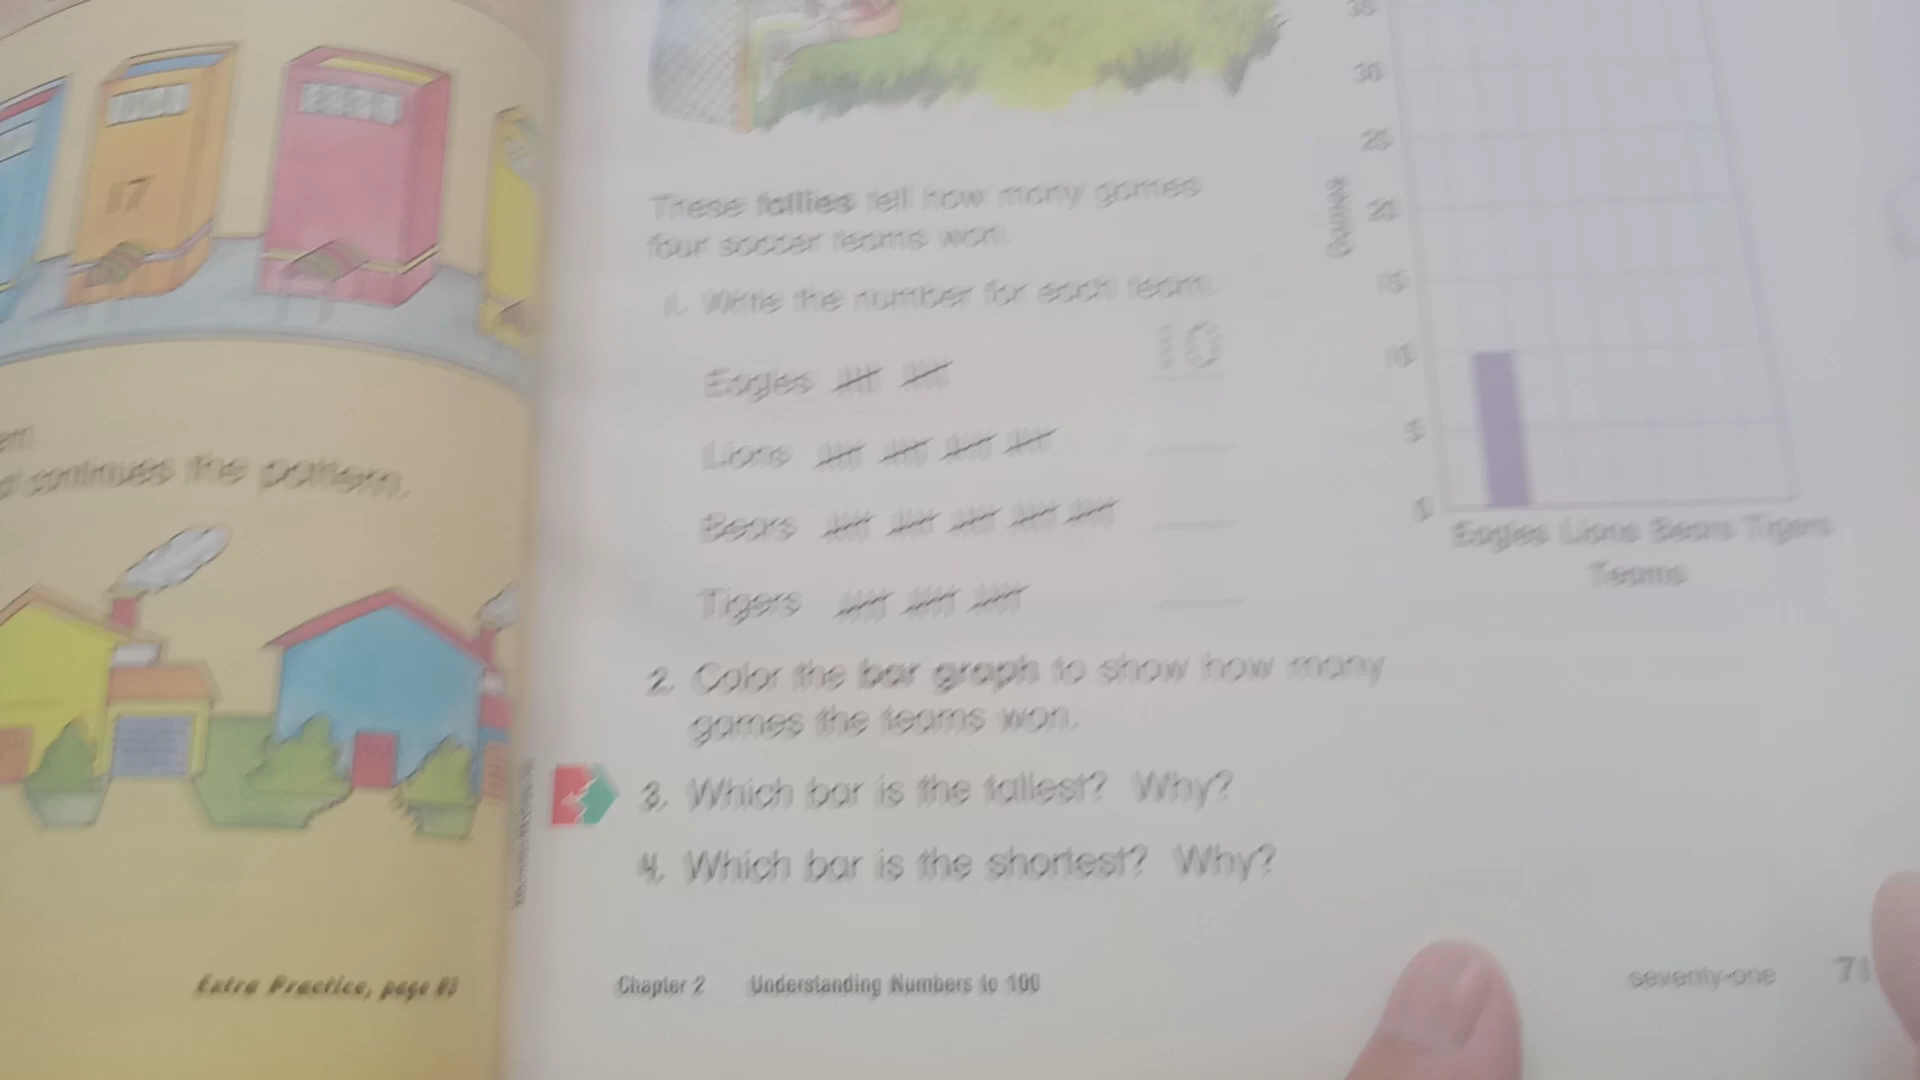 17
continues the pattern.
Extra Practice, page
These tallies tell how many games
four soccer teams won.
1. Write the number for each team.
Eagles 10
Lions
Bears
Tigers
2. Color the bar graph to show how many
games the teams won.
3. Which bar is the tallest? Why?
4. Which bar is the shortest? Why?
30
25
20
15
10
5
0
Eagles Lions Bears Tigers
Teams
Chapter 2 Understanding Numbers to 100
seventy-one 71